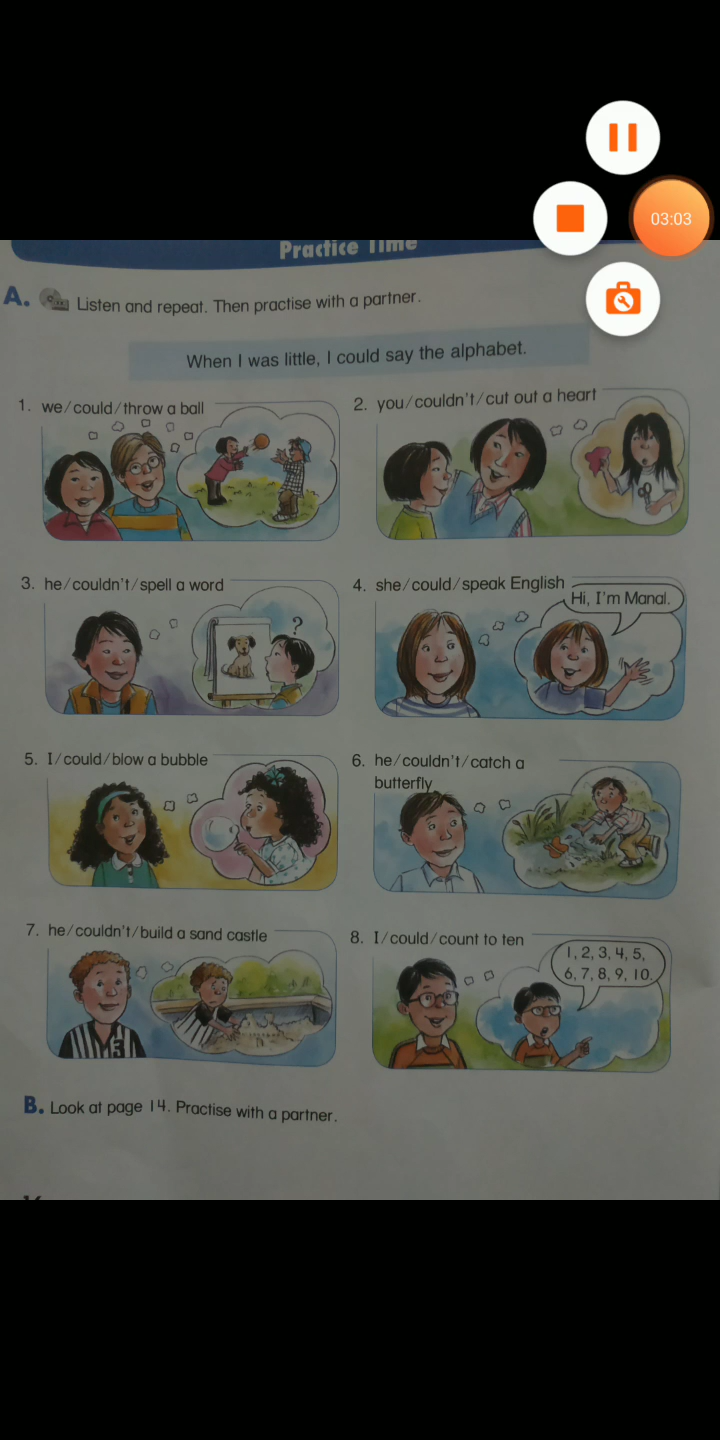 03:03
Practice Time
A. Listen and repeat. Then practise with a partner.
When I was little, I could say the alphabet.
1. we/could/throw a ball
2. you/couldn't/cut out a heart
3. he/couldn't/spell a word
?
4. she/could/speak English
Hi, I'm Manal.
5. I/could/blow a bubble
6. he/couldn't/catch a
butterfly
7. he/couldn't/build a sand castle
3
8. I/could/count to ten
1, 2, 3, 4, 5,
6, 7, 8, 9, 10.
B. Look at page 14. Practise with a partner.